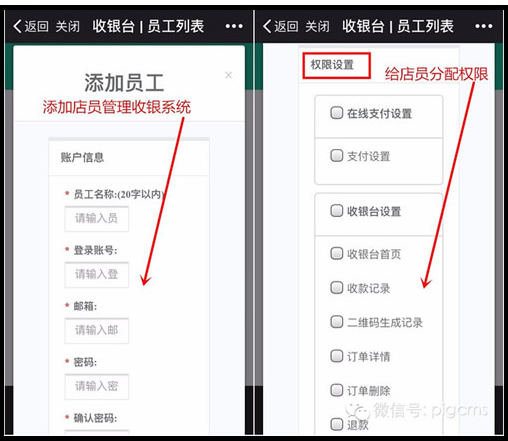 返回 关闭 收银台 | 员工列表
添加员工
×
添加店员管理收银系统
账户信息
* 员工名称:(20字以内)
请输入员
* 登录账号:
请输入登
* 邮箱:
请输入邮
* 密码:
请输入密
* 确认密码:
返回 关闭 收银台 | 员工列表
权限设置
给店员分配权限
在线支付设置
支付设置
收银台设置
收银台首页
收款记录
二维码生成记录
订单详情
订单删除
退款
微信号: pigcms